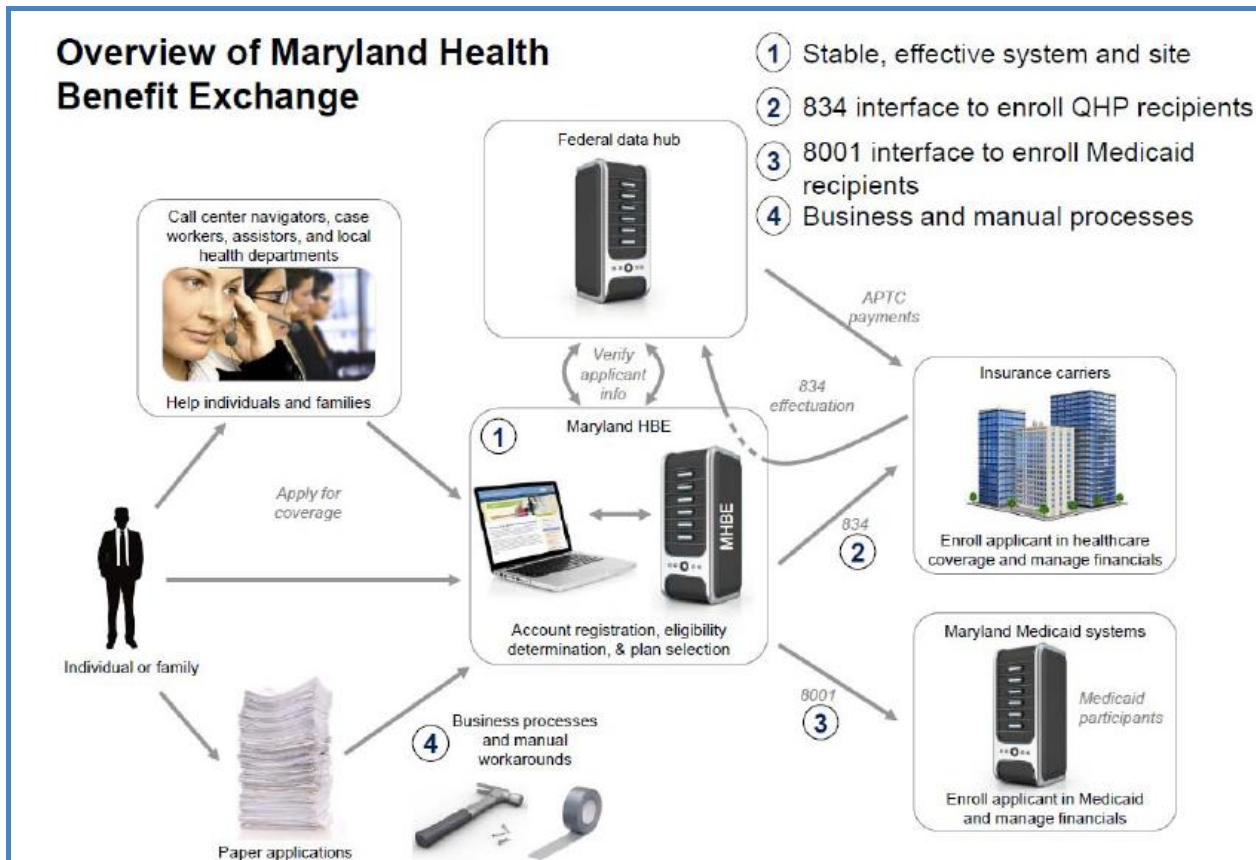 Overview of Maryland Health
Benefit Exchange
1 Stable, effective system and site
2 834 interface to enroll QHP recipients
3 8001 interface to enroll Medicaid
recipients
4 Business and manual processes
Federal data hub
Call center navigators, case
workers, assistors, and local
health departments
Help individuals and families
APTC
payments
Verify
applicant
info
834
effectuation
Insurance carriers
Enroll applicant in healthcare
coverage and manage financials
1
Maryland HBE
MHBE
Account registration, eligibility
determination, & plan selection
Apply for
coverage
834
2
Individual or family
Maryland Medicaid systems
Medicaid
participants
Enroll applicant in Medicaid
and manage financials
8001
3
4
Business processes
and manual
workarounds
Paper applications